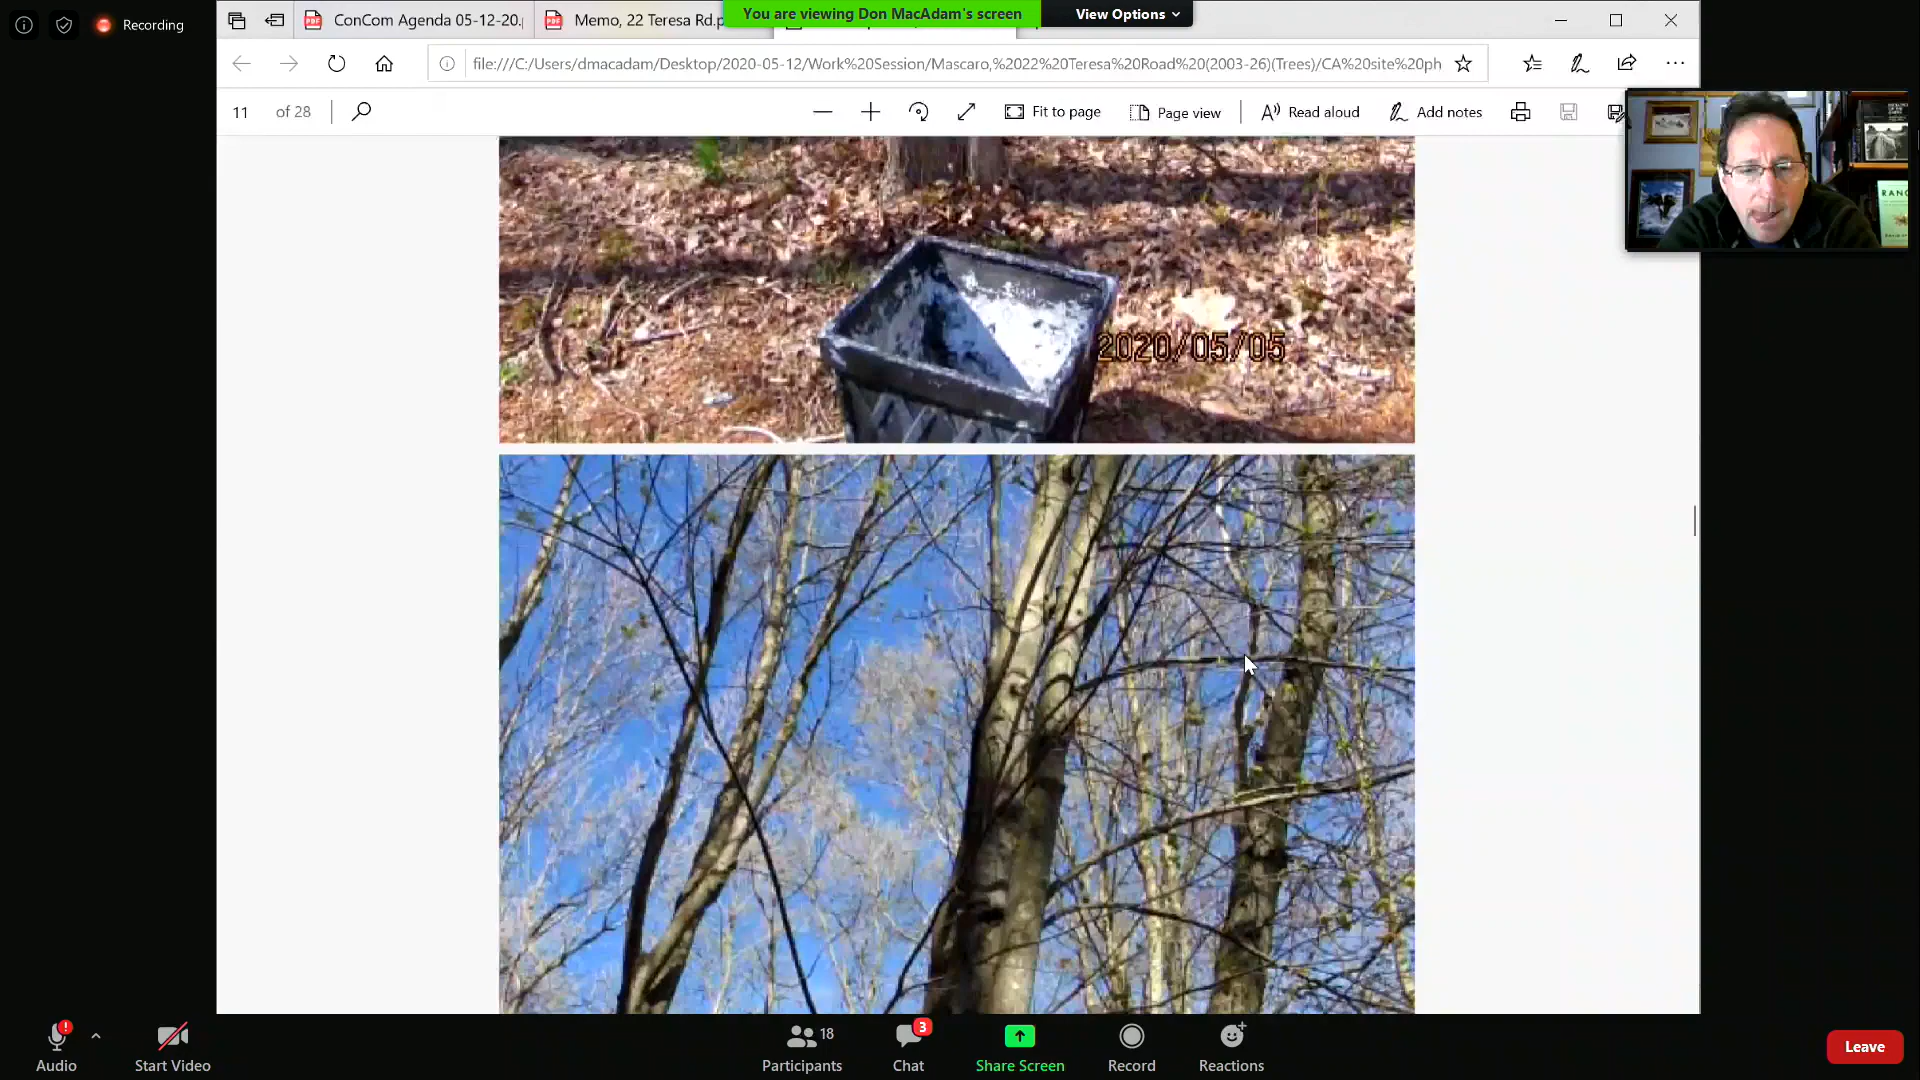 Recording
ConCom Agenda 05-12-20.
Memo, 22 Teresa Rd.p
You are viewing Don MacAdam's screen
View Options
file:///C:/Users/dmacadam/Desktop/2020-05-12/Work%20Session/Mascaro,%2022%20Teresa%20Road%20(2003-26)(Trees)/CA%20site%20ph
11 of 28
Fit to page
Page view
Read aloud
Add notes
RANG
2020/05/05
Audio
Start Video
18
Participants
3
Chat
Share Screen
Record
Reactions
Leave